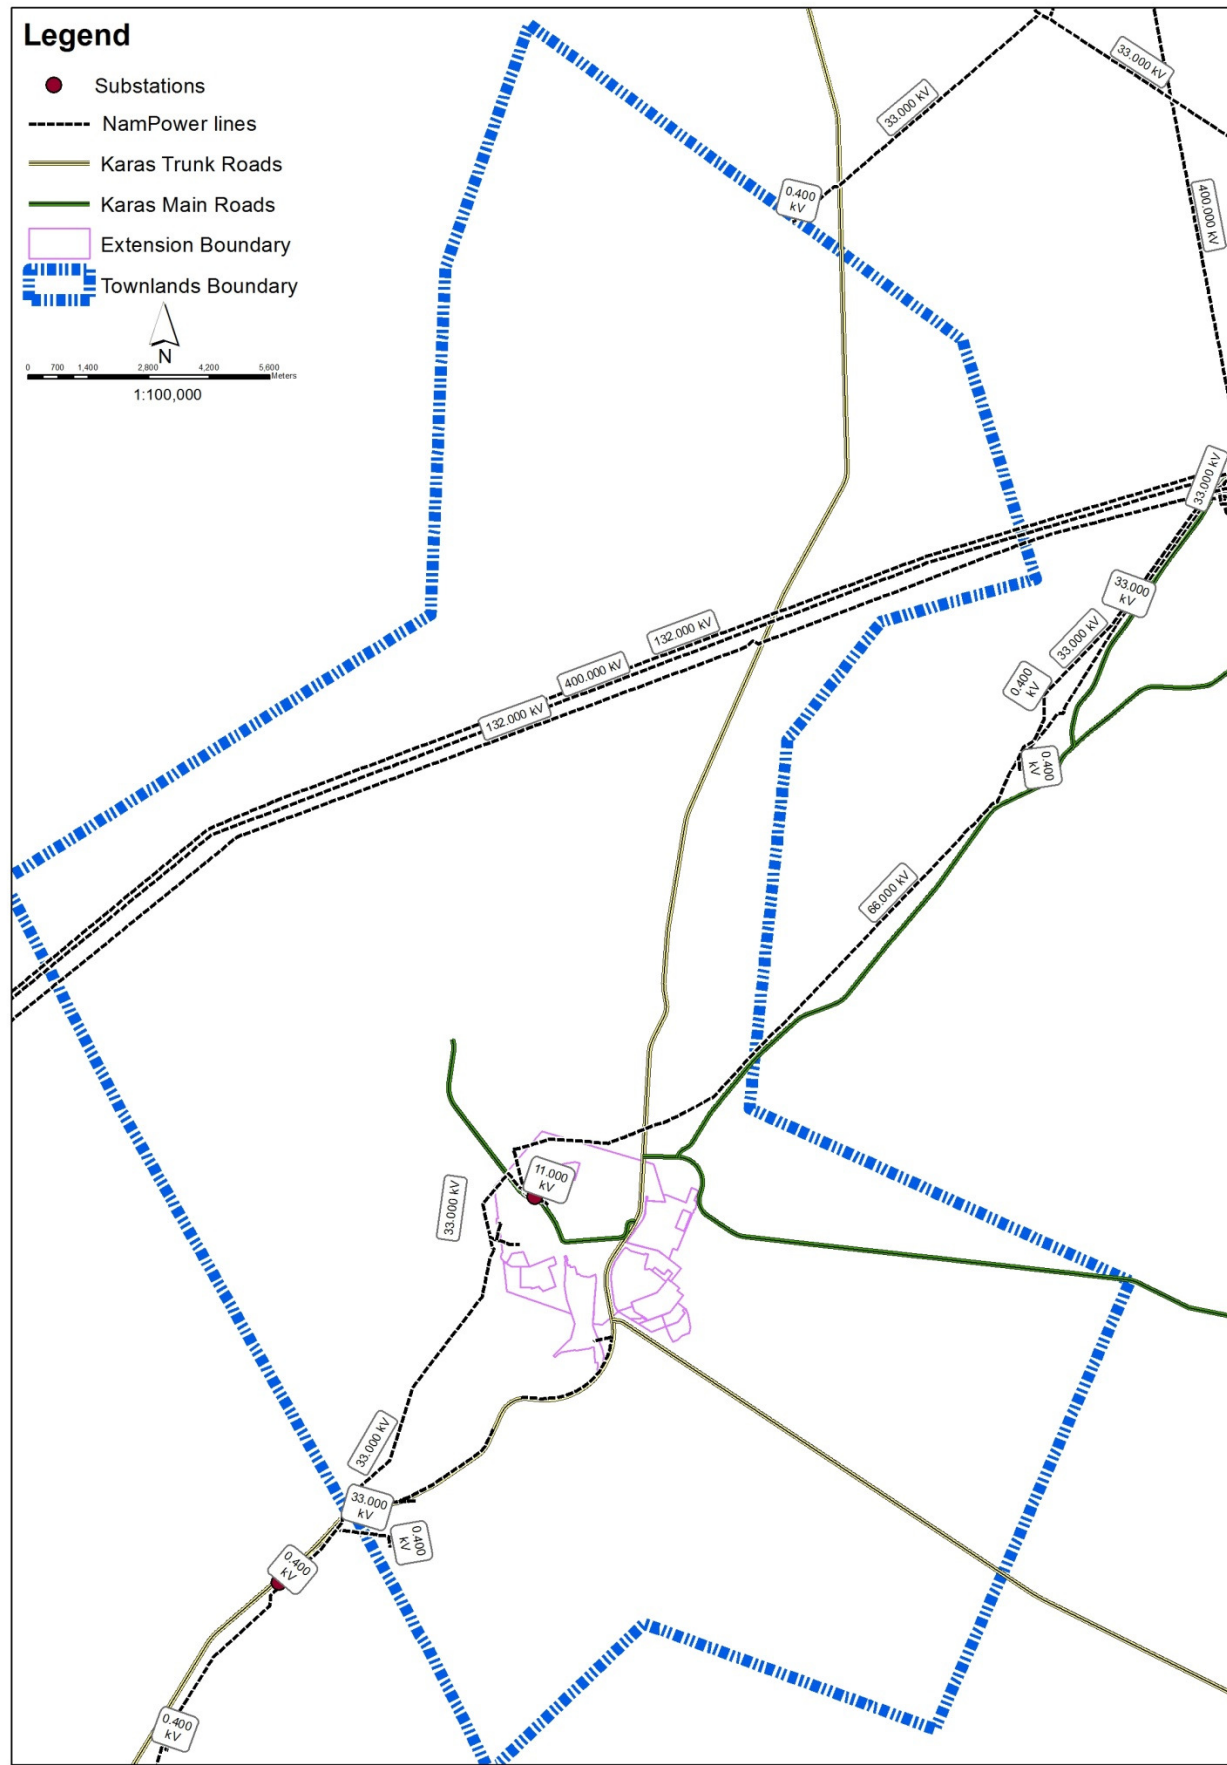 Legend
Substations
NamPower lines
Karas Trunk Roads
Karas Main Roads
Extension Boundary
Townlands Boundary
N
0 700 1,400 2,800 4,200 5,600
Meters
1:100,000
33.000 kV
33.000 kV
0.400
kV
400.000 kV
33.000 kV
33.000
kV
132.000 kV
33.000 kV
400.000 kV
0.400
kV
132.000 kV
0.400
kV
66.000 kV
11.000
kV
33.000 kV
33.000 kV
33.000
kV
0.400
kV
0.400
kV
0.400
kV